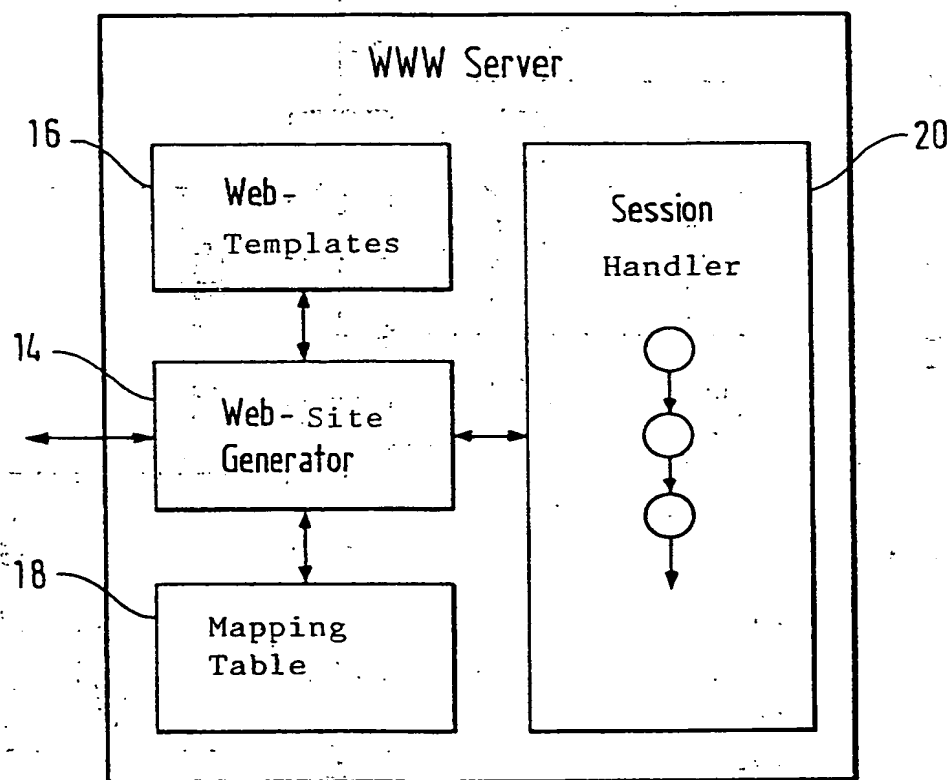 WWW Server
16
20
Web-
Templates
Session
Handler
14
Web-Site
Generator
18
Mapping
Table